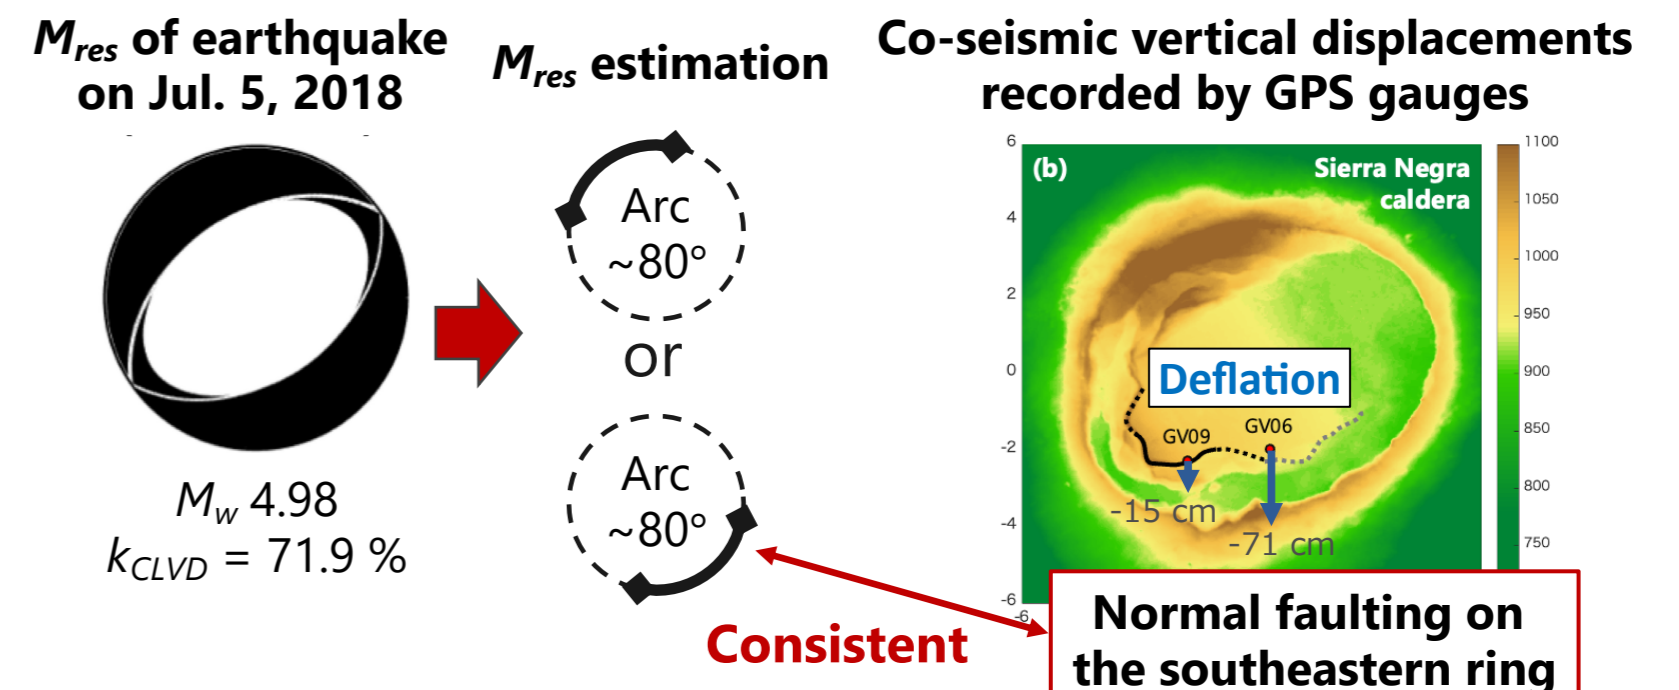 Mres of earthquake
on Jul. 5, 2018
Mw 4.98
kCLVD = 71.9 %
Mres estimation
Arc
~80°
or
Arc
~80°
Consistent
Co-seismic vertical displacements
recorded by GPS gauges
(b)
Sierra Negra
caldera
6
4
2
0
-2
-4
-6
-6
Deflation
GV09
GV06
-15 cm
-71 cm
1100
1050
1000
950
900
850
800
750
Normal faulting on
the southeastern ring